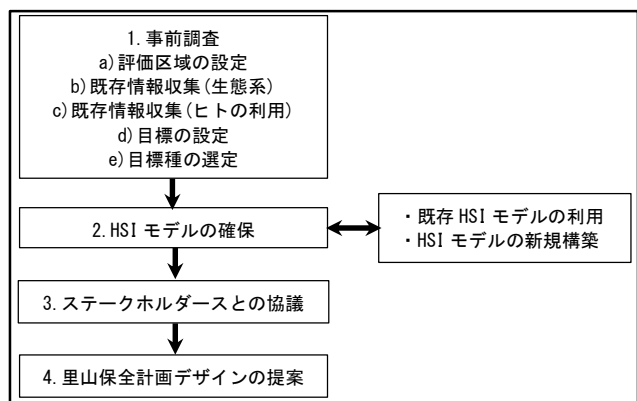 1.事前調査
a)評価区域の設定
b)既存情報収集(生態系)
c)既存情報収集(ヒトの利用)
d)目標の設定
e)目標種の選定
2.HSI モデルの確保
・既存 HSI モデルの利用
・HSI モデルの新規構築
3.ステークホルダースとの協議
4.里山保全計画デザインの提案